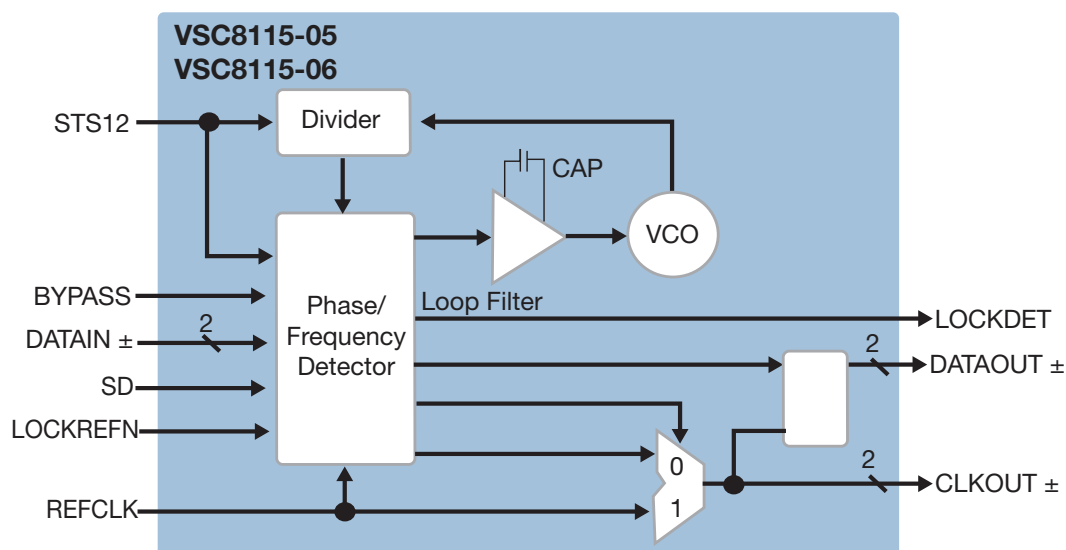 VSC8115-05
VSC8115-06
STS12
Divider
CAP
VCO
BYPASS
Loop Filter
Phase/
Frequency
Detector
LOCKDET
DATAIN ±
2
2
DATAOUT ±
SD
LOCKREFN
0
2
CLKOUT ±
1
REFCLK